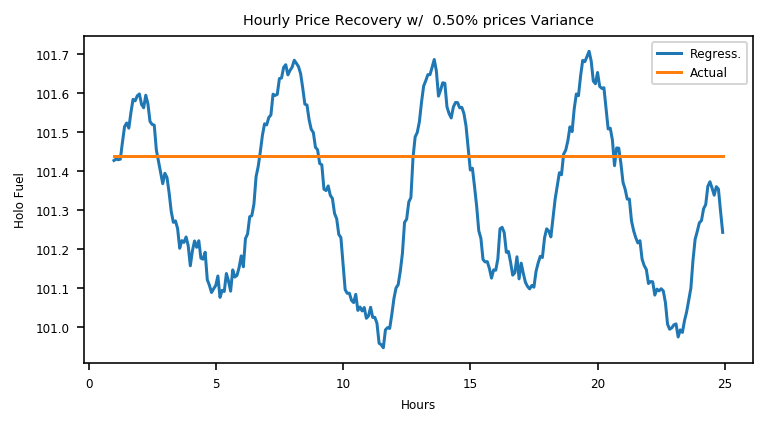 Hourly Price Recovery w/  0.50% prices Variance
Regress.
Actual
Holo Fuel
101.7
101.6
101.5
101.4
101.3
101.2
101.1
101.0
0 5 10 15 20 25
Hours